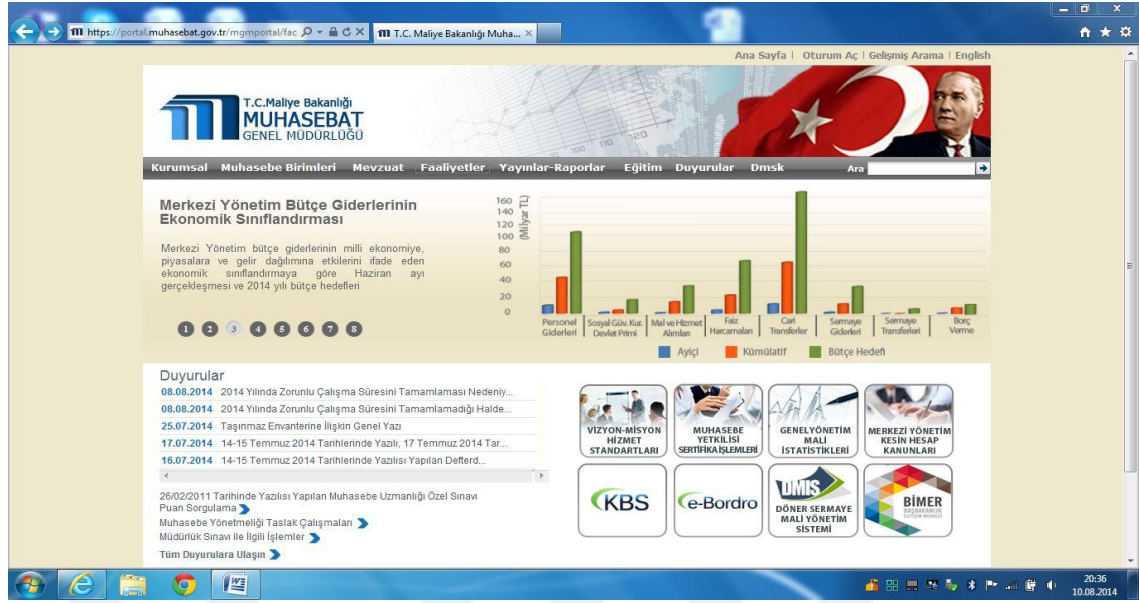 https://portal.muhasebat.gov.tr/mgmportal/fac
T.C. Maliye Bakanlığı Muha...
Ana Sayfa | Oturum Aç | Gelişmiş Arama | English
T.C.Maliye Bakanlığı
MUHASEBAT
GENEL MÜDÜRLÜĞÜ
Kurumsal Muhasebe Birimleri Mevzuat Faaliyetler Yayınlar-Raporlar Eğitim Duyurular Dmsk Ara
Merkezi Yönetim Bütçe Giderlerinin
Ekonomik Sınıflandırması
Merkezi Yönetim bütçe giderlerinin milli ekonomiye,
piyasalara ve gelir dağılımına etkilerini ifade eden
ekonomik sınıflandırmaya göre Haziran ayı
gerçekleşmesi ve 2014 yılı bütçe hedefleri
1 2 3 4 5 6 7 8
(Milyar TL)
160
140
120
100
80
60
40
20
0
Personel Giderleri
Sosyal Güv. Kur. Devlet Primi
Mal ve Hizmet Alımları
Faiz Harcamaları
Cari Transferler
Sermaye Giderleri
Sermaye Transferleri
Borç Verme
Ayiçi Kümülatif Bütçe Hedefi
Duyurular
08.08.2014 2014 Yılında Zorunlu Çalışma Süresini Tamamlaması Nedeniy...
08.08.2014 2014 Yılında Zorunlu Çalışma Süresini Tamamlamadığı Halde...
25.07.2014 Taşınmaz Envanterine İlişkin Genel Yazı
17.07.2014 14-15 Temmuz 2014 Tarihlerinde Yazılı, 17 Temmuz 2014 Tar...
16.07.2014 14-15 Temmuz 2014 Tarihlerinde Yazılısı Yapılan Defterd...
26/02/2011 Tarihinde Yazılısı Yapılan Muhasebe Uzmanlığı Özel Sınavı
Puan Sorgulama
Muhasebe Yönetmeliği Taslak Çalışmaları
Müdürlük Sınavı ile İlgili İşlemler
Tüm Duyurulara Ulaşın
VİZYON-MİSYON
HİZMET
STANDARTLARI
MUHASEBE
YETKİLİSİ
SERTİFİKA İŞLEMLERİ
GENEL YÖNETİM
MALİ
İSTATİSTİKLERİ
MERKEZİ YÖNETİM
KESİN HESAP
KANUNLARI
KBS
e-Bordro
DMIS
DÖNER SERMAYE
MALİ YÖNETİM
SİSTEMİ
BİMER
BAŞBAKANLIK
İLETİŞİM MERKEZİ
20:36
10.08.2014